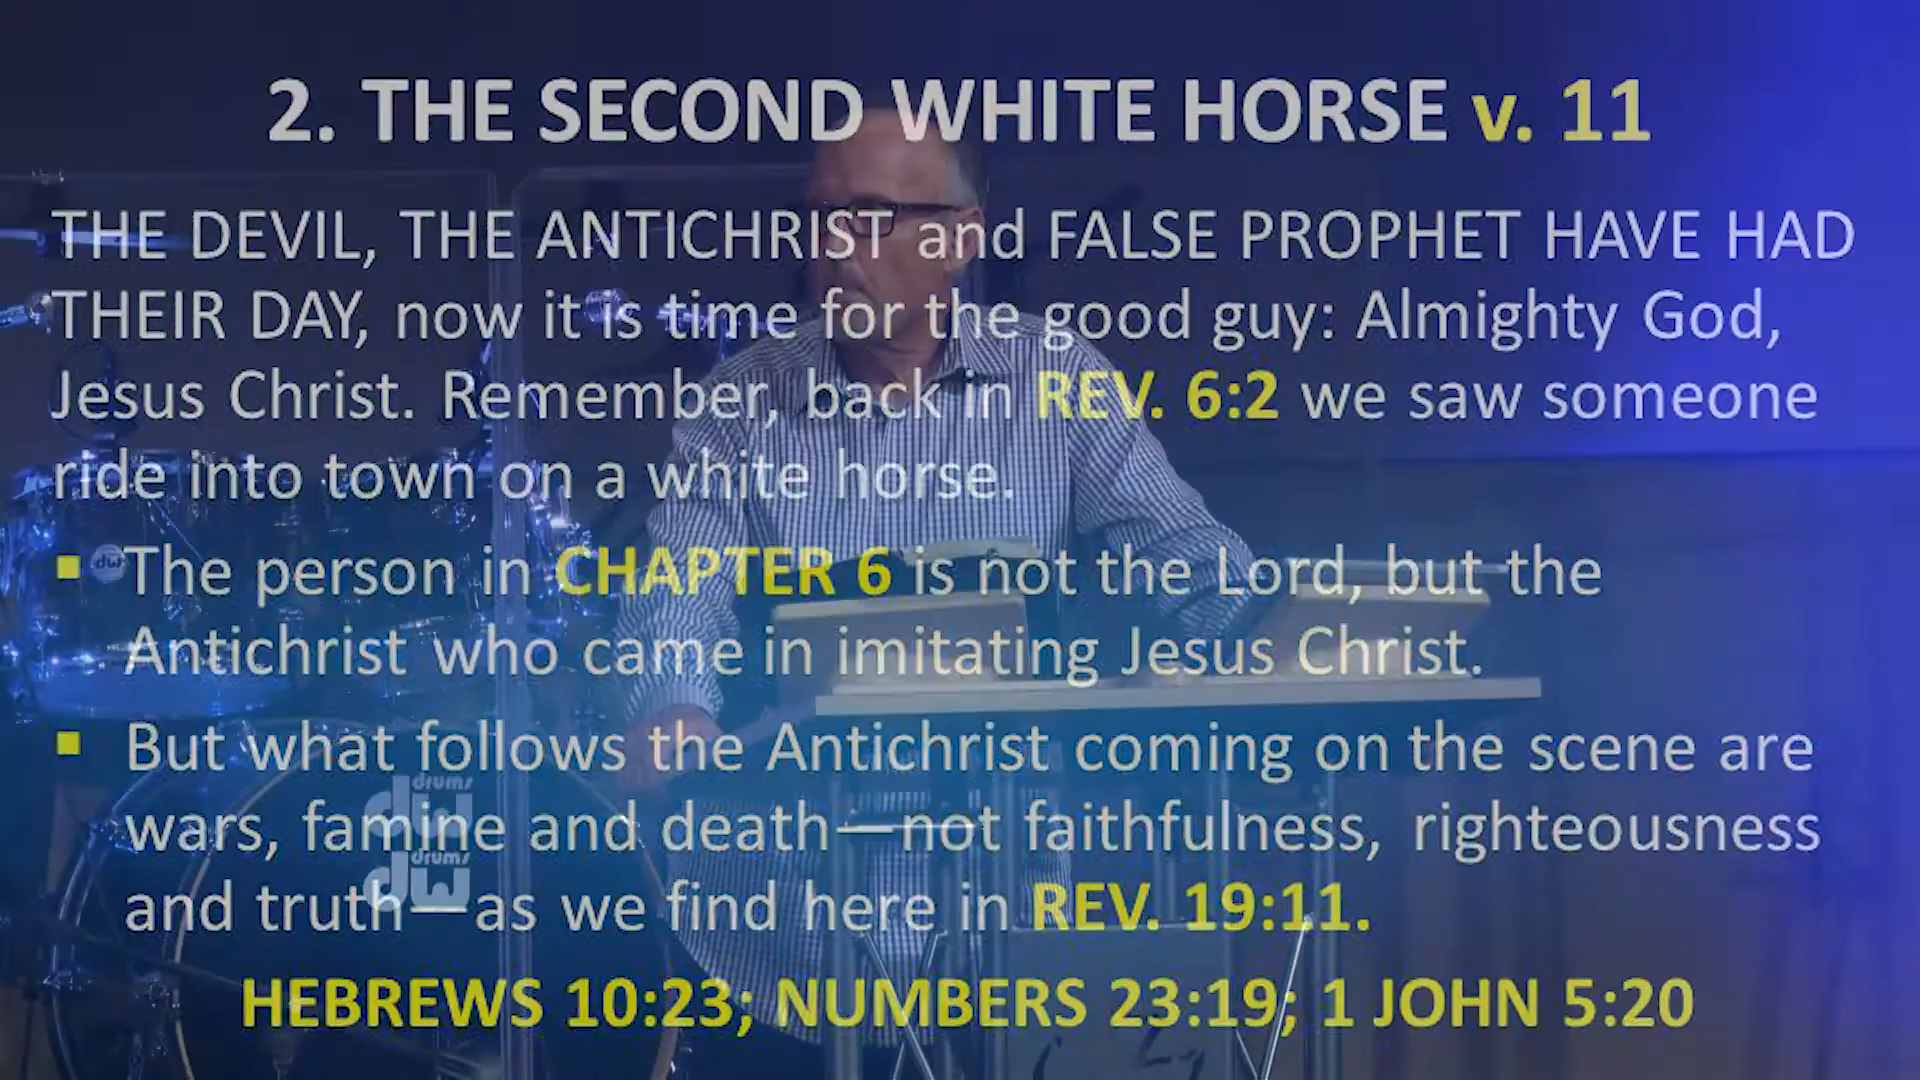 2. THE SECOND WHITE HORSE v. 11
THE DEVIL, THE ANTICHRIST and FALSE PROPHET HAVE HAD
THEIR DAY, now it is time for the good guy: Almighty God,
Jesus Christ. Remember, back in REV. 6:2 we saw someone
ride into town on a white horse.
The person in CHAPTER 6 is not the Lord, but the
Antichrist who came in imitating Jesus Christ.
But what follows the Antichrist coming on the scene are
wars, famine and death—not faithfulness, righteousness
and truth—as we find here in REV. 19:11.
HEBREWS 10:23; NUMBERS 23:19; 1 JOHN 5:20
dw
drums
dw
drums
dw